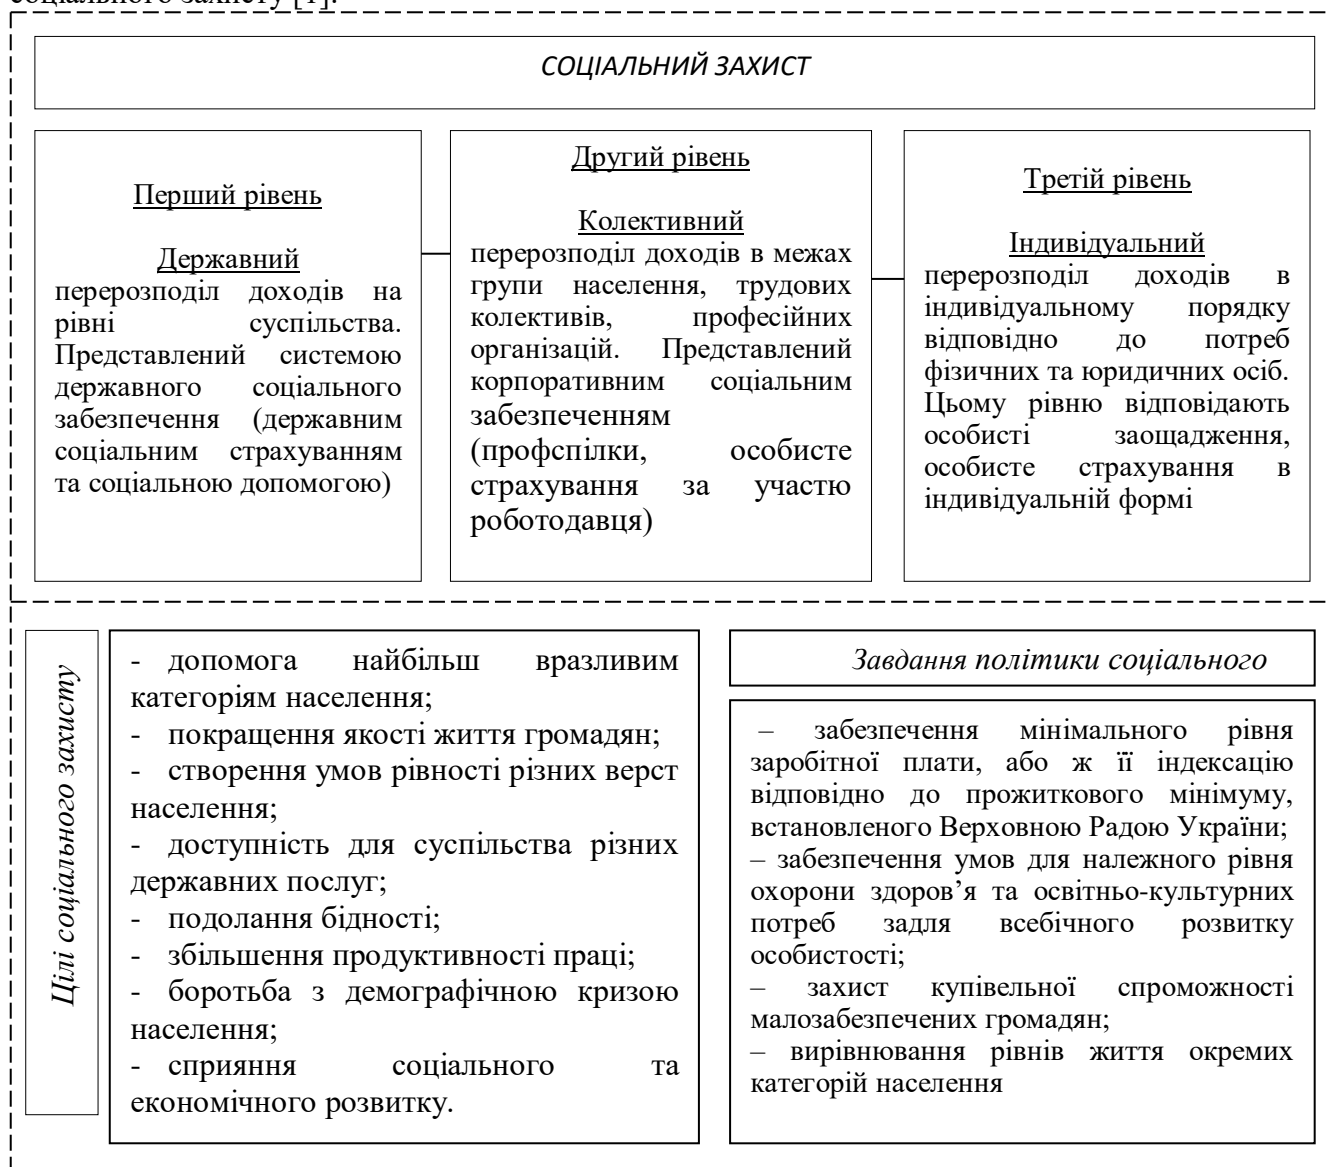 соціального захисту [1].
СОЦІАЛЬНИЙ ЗАХИСТ
Перший рівень
Державний
перерозподіл доходів на
рівні суспільства.
Представлений системою
державного соціального
забезпечення (державним
соціальним страхуванням
та соціальною допомогою)
Другий рівень
Колективний
перерозподіл доходів в межах
групи населення, трудових
колективів, професійних
організацій. Представлений
корпоративним соціальним
забезпеченням
(профспілки, особисте
страхування за участю
роботодавця)
Третій рівень
Індивідуальний
перерозподіл доходів в
індивідуальному порядку
відповідно до потреб
фізичних та юридичних осіб.
Цьому рівню відповідають
особисті заощадження,
особисте страхування в
індивідуальній формі
Цілі соціального захисту
- допомога найбільш вразливим
категоріям населення;
- покращення якості життя громадян;
- створення умов рівності різних верст
населення;
- доступність для суспільства різних
державних послуг;
- подолання бідності;
- збільшення продуктивності праці;
- боротьба з демографічною кризою
населення;
- сприяння соціального та
економічного розвитку.
Завдання політики соціального
– забезпечення мінімального рівня
заробітної плати, або ж її індексацію
відповідно до прожиткового мінімуму,
встановленого Верховною Радою України;
– забезпечення умов для належного рівня
охорони здоров’я та освітньо-культурних
потреб задля всебічного розвитку
особистості;
– захист купівельної спроможності
малозабезпечених громадян;
– вирівнювання рівнів життя окремих
категорій населення